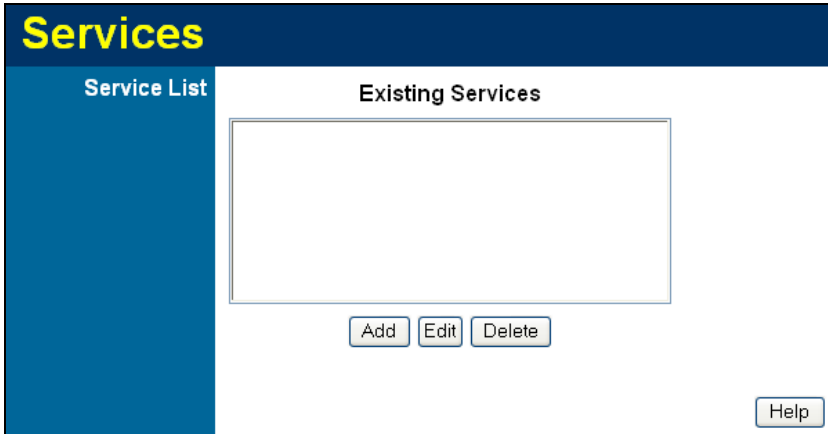 Services
Service List
Existing Services
Add Edit Delete
Help